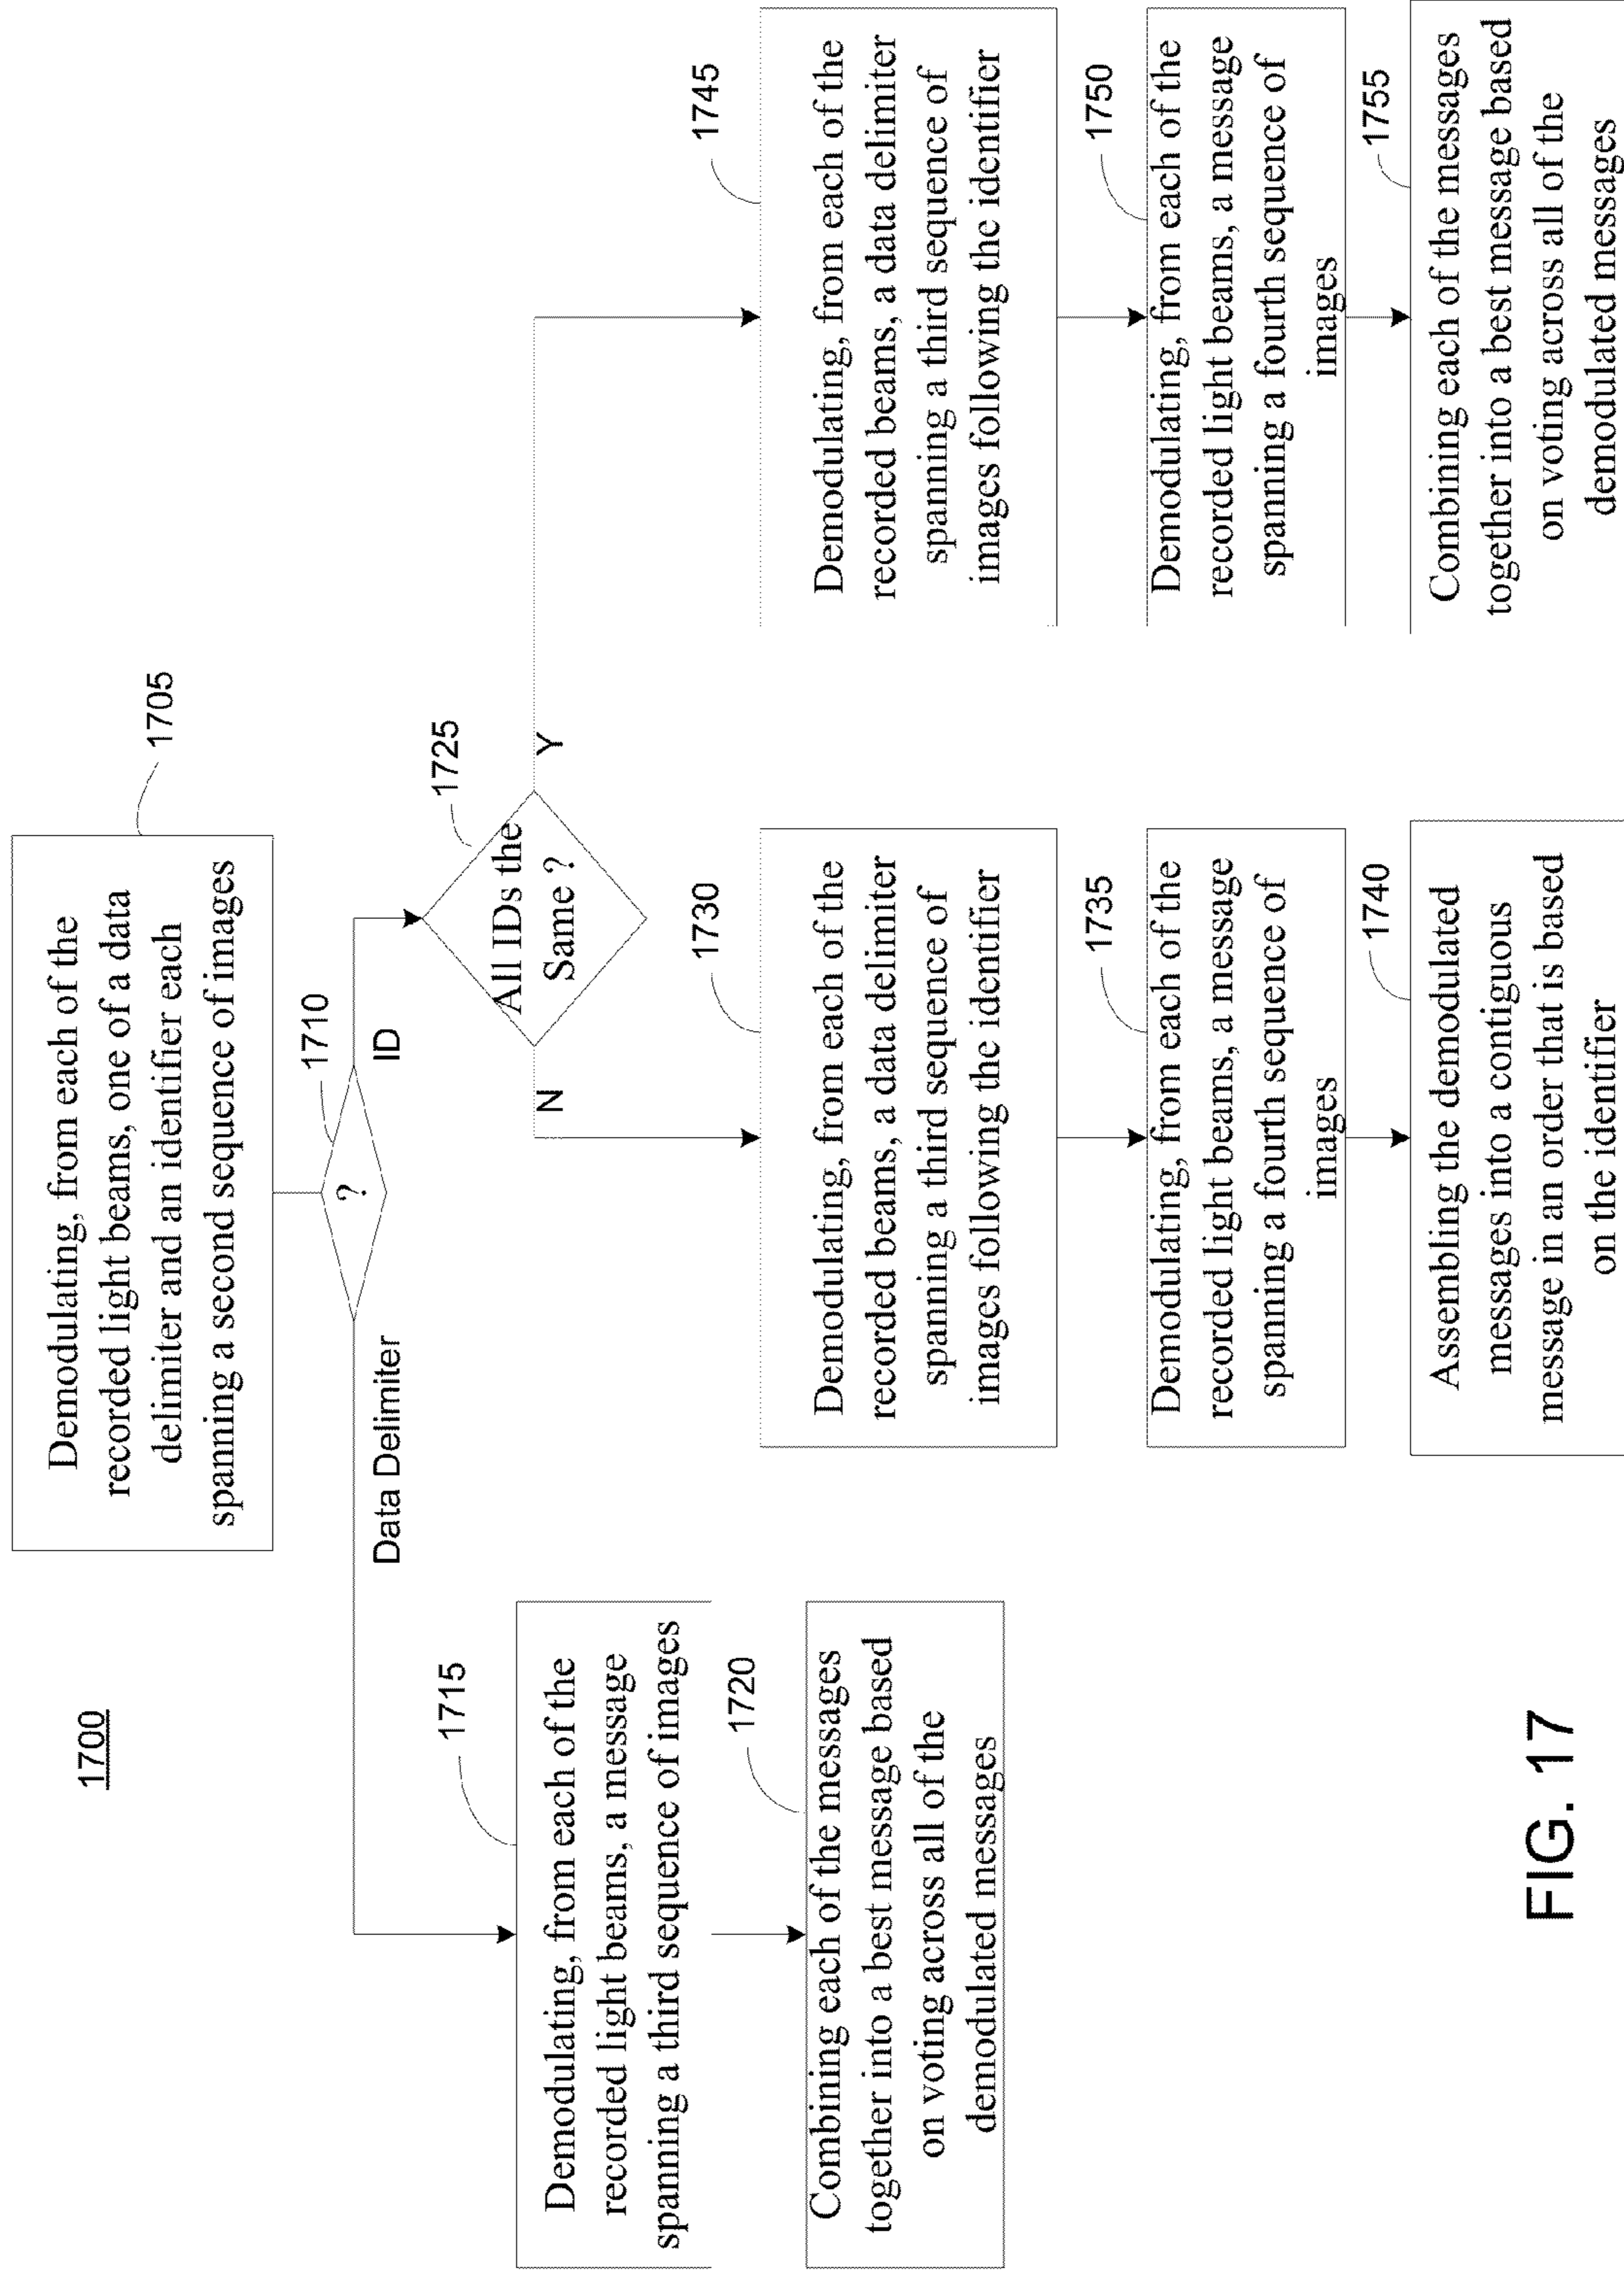 1700
Demodulating, from each of the
recorded light beams, one of a data
delimiter and an identifier each
spanning a second sequence of images
1705
?
1710
Data Delimiter
ID
Demodulating, from each of the
recorded light beams, a message
spanning a third sequence of images
1715
Combining each of the messages
together into a best message based
on voting across all of the
demodulated messages
1720
All IDs the
Same ?
1725
N
Y
Demodulating, from each of the
recorded beams, a data delimiter
spanning a third sequence of
images following the identifier
1730
Demodulating, from each of the
recorded light beams, a message
spanning a fourth sequence of
images
1735
Assembling the demodulated
messages into a contiguous
message in an order that is based
on the identifier
1740
Demodulating, from each of the
recorded beams, a data delimiter
spanning a third sequence of
images following the identifier
1745
Demodulating, from each of the
recorded light beams, a message
spanning a fourth sequence of
images
1750
Combining each of the messages
together into a best message based
on voting across all of the
demodulated messages
1755
FIG. 17